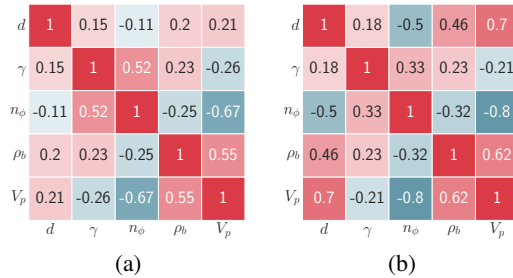 d 1 0.15 -0.11 0.2 0.21
γ 0.15 1 0.52 0.23 -0.26
n_ϕ -0.11 0.52 1 -0.25 -0.67
ρ_b 0.2 0.23 -0.25 1 0.55
V_p 0.21 -0.26 -0.67 0.55 1
d γ n_ϕ ρ_b V_p
(a)
d 1 0.18 -0.5 0.46 0.7
γ 0.18 1 0.33 0.23 -0.21
n_ϕ -0.5 0.33 1 -0.32 -0.8
ρ_b 0.46 0.23 -0.32 1 0.62
V_p 0.7 -0.21 -0.8 0.62 1
d γ n_ϕ ρ_b V_p
(b)